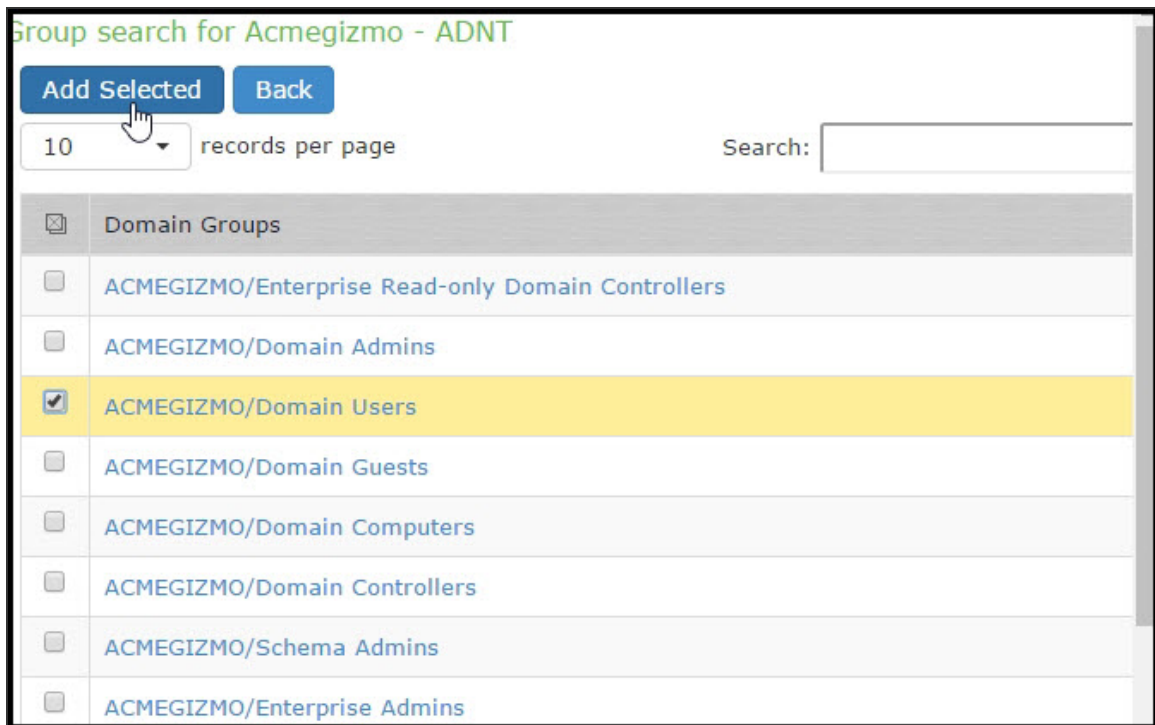 Group search for Acmegizmo - ADNT
Add Selected Back
10 records per page Search:
Domain Groups
ACMEGIZMO/Enterprise Read-only Domain Controllers
ACMEGIZMO/Domain Admins
ACMEGIZMO/Domain Users
ACMEGIZMO/Domain Guests
ACMEGIZMO/Domain Computers
ACMEGIZMO/Domain Controllers
ACMEGIZMO/Schema Admins
ACMEGIZMO/Enterprise Admins